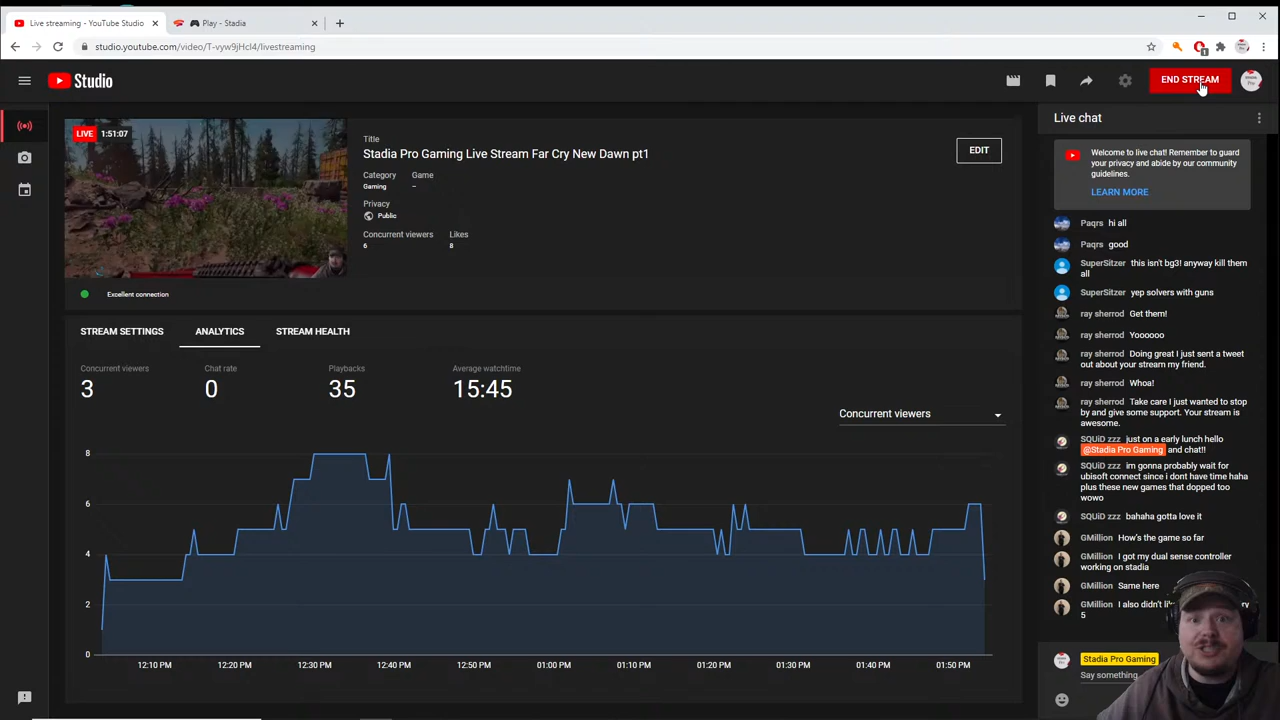 Live streaming - YouTube Studio
Play - Stadia
studio.youtube.com/video/T-vyw9jHcI4/livestreaming
Studio
END STREAM
LIVE 1:51:07
Title
Stadia Pro Gaming Live Stream Far Cry New Dawn pt1
EDIT
Category Game
Gaming –
Privacy
Public
Concurrent viewers Likes
6 8
Excellent connection
STREAM SETTINGS ANALYTICS STREAM HEALTH
Concurrent viewers Chat rate Playbacks Average watchtime
3 0 35 15:45
Concurrent viewers
8
6
4
2
0
12:10 PM 12:20 PM 12:30 PM 12:40 PM 12:50 PM 01:00 PM 01:10 PM 01:20 PM 01:30 PM 01:40 PM 01:50 PM
Live chat
Welcome to live chat! Remember to guard
your privacy and abide by our community
guidelines.
LEARN MORE
Paqrs hi all
Paqrs good
SuperSitzer this isn't bg3! anyway kill them
all
SuperSitzer yep solvers with guns
ray sherrod Get them!
ray sherrod Yoooooo
ray sherrod Doing great I just sent a tweet
out about your stream my friend.
ray sherrod Whoa!
ray sherrod Take care I just wanted to stop
by and give some support. Your stream is
awesome.
SQUiD zzz just on a early lunch hello
@Stadia Pro Gaming and chat!!
SQUiD zzz im gonna probably wait for
ubisoft connect since i dont have time haha
plus these new games that dopped too
wowo
SQUiD zzz bahaha gotta love it
GMillion How's the game so far
GMillion I got my dual sense controller
working on stadia
GMillion Same here
GMillion I also didn't
5
Stadia Pro Gaming
Say something